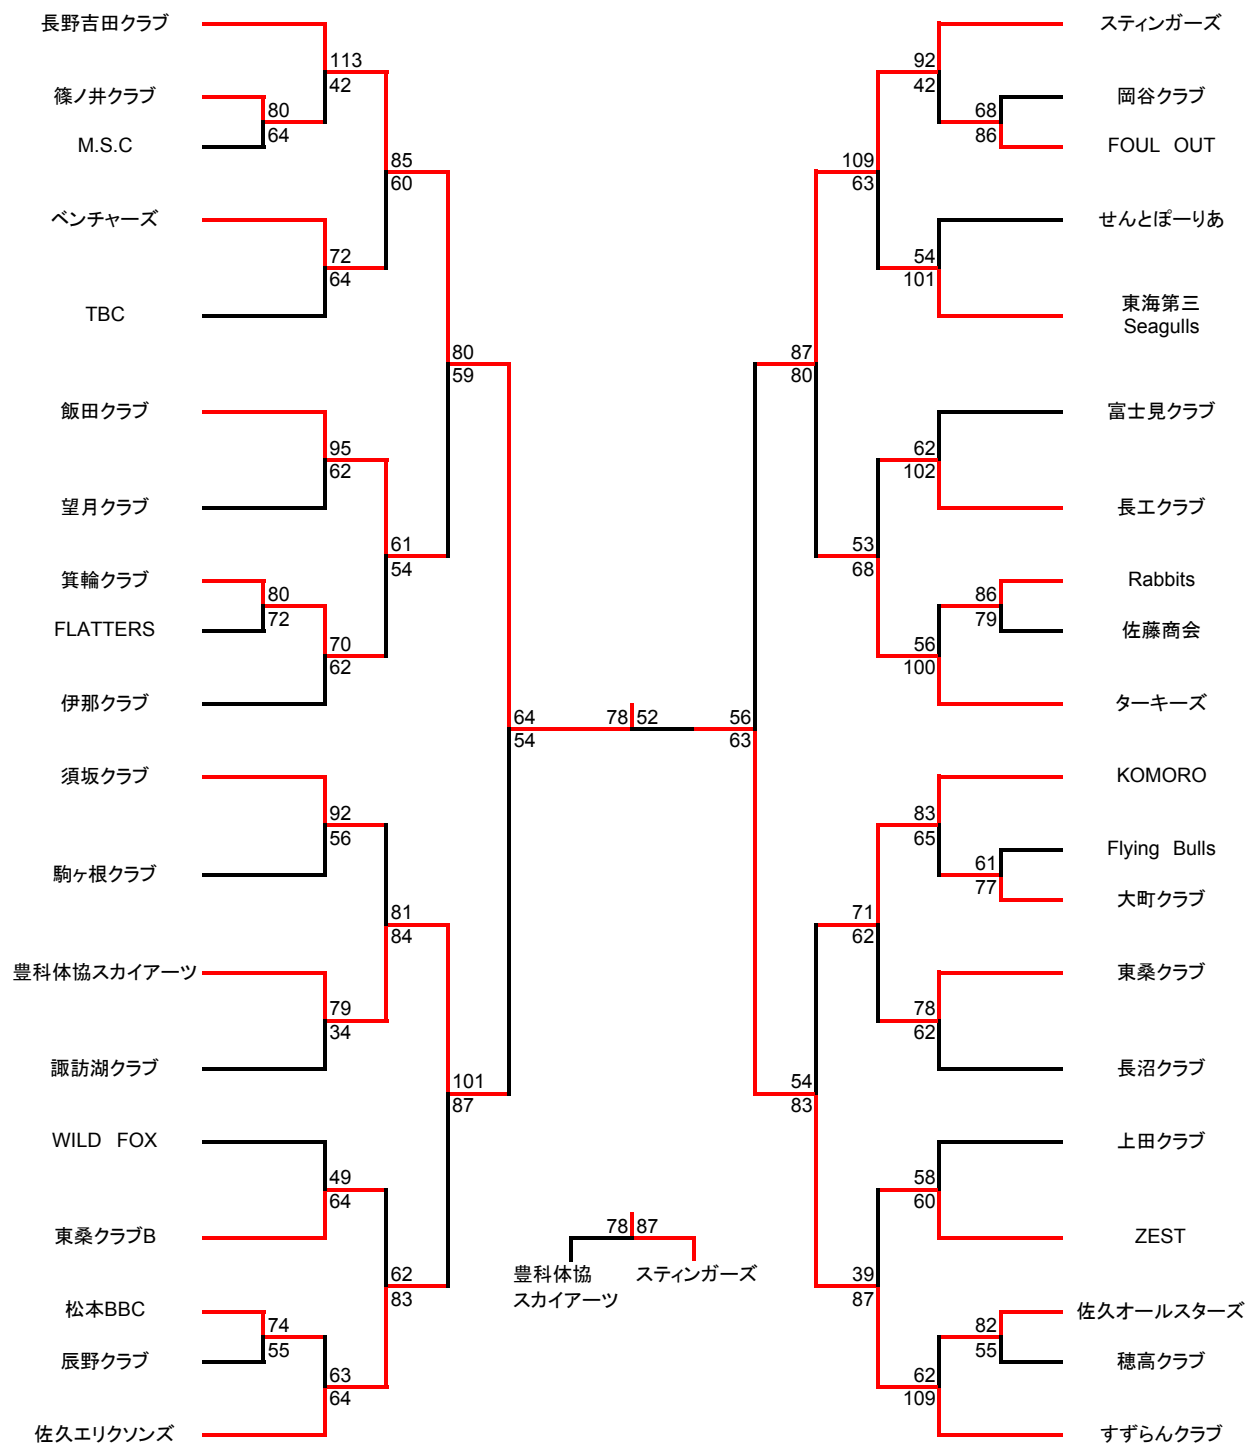 長野吉田クラブ
113
42
篠ノ井クラブ
80
64
M.S.C
85
60
ベンチャーズ
72
64
TBC
80
59
飯田クラブ
95
62
望月クラブ
61
54
箕輪クラブ
80
72
FLATTERS
70
62
伊那クラブ
64
54
須坂クラブ
92
56
駒ヶ根クラブ
81
84
豊科体協スカイアーツ
79
34
諏訪湖クラブ
101
87
WILD FOX
49
64
東桑クラブB
62
83
松本BBC
74
55
辰野クラブ
63
64
佐久エリクソンズ
78 52
78 87
豊科体協
スカイアーツ
スティンガーズ
スティンガーズ
92
42
岡谷クラブ
68
86
FOUL OUT
109
63
せんとぽーりあ
54
101
東海第三
Seagulls
87
80
富士見クラブ
62
102
長工クラブ
53
68
Rabbits
86
79
佐藤商会
56
100
ターキーズ
56
63
KOMORO
83
65
Flying Bulls
61
77
大町クラブ
71
62
東桑クラブ
78
62
長沼クラブ
54
83
上田クラブ
58
60
ZEST
39
87
佐久オールスターズ
82
55
穂高クラブ
62
109
すずらんクラブ